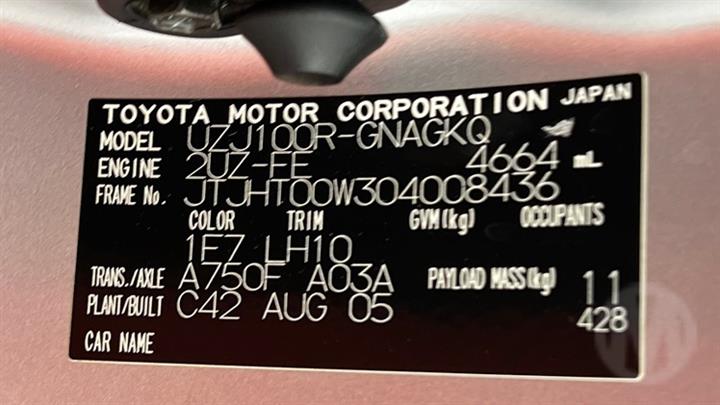 TOYOTA MOTOR CORPORATION JAPAN
MODEL UZJ100R-GNAGKQ
ENGINE 2UZ-FE 4664 mL
FRAME No. JTJHT00W304008436
COLOR TRIM GVM(kg) OCCUPANTS
1E7 LH10
TRANS./AXLE A750F A03A PAYLOAD MASS(kg) 11
PLANT/BUILT C42 AUG 05 428
CAR NAME